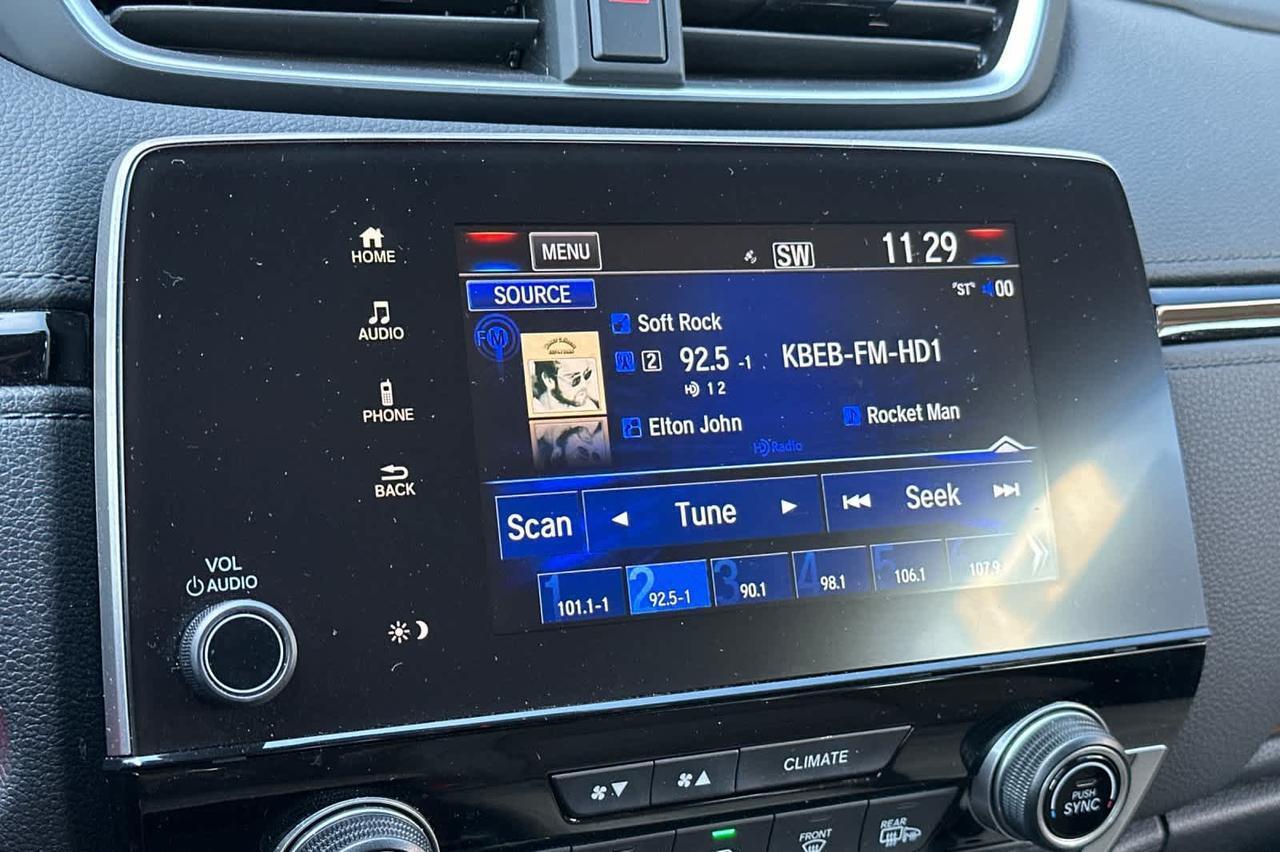 MENU
SW
11 29
HOME
SOURCE
"ST"
00
FM
Soft Rock
AUDIO
2
92.5 -1
KBEB-FM-HD1
HD 1 2
PHONE
Elton John
Rocket Man
HD Radio
BACK
Scan
Tune
Seek
1 101.1-1
2 92.5-1
3 90.1
4 98.1
5 106.1
107.9
VOL
AUDIO
CLIMATE
PUSH
SYNC
FRONT
REAR